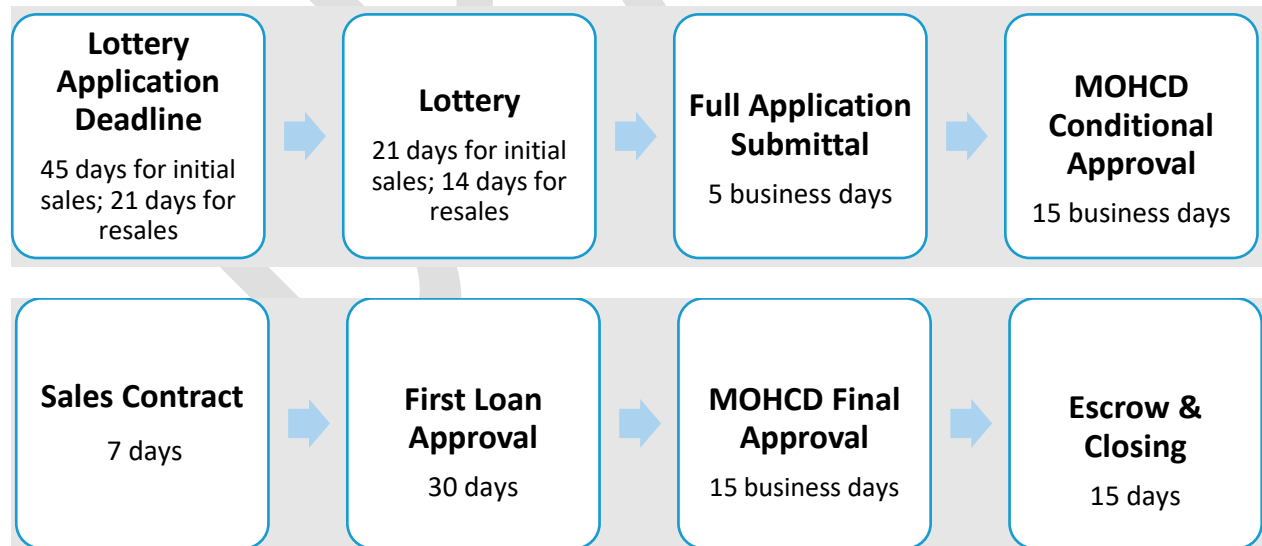 Lottery
Application
Deadline
45 days for initial
sales; 21 days for
resales
Lottery
21 days for initial
sales; 14 days for
resales
Full Application
Submittal
5 business days
MOHCD
Conditional
Approval
15 business days
Sales Contract
7 days
First Loan
Approval
30 days
MOHCD Final
Approval
15 business days
Escrow &
Closing
15 days